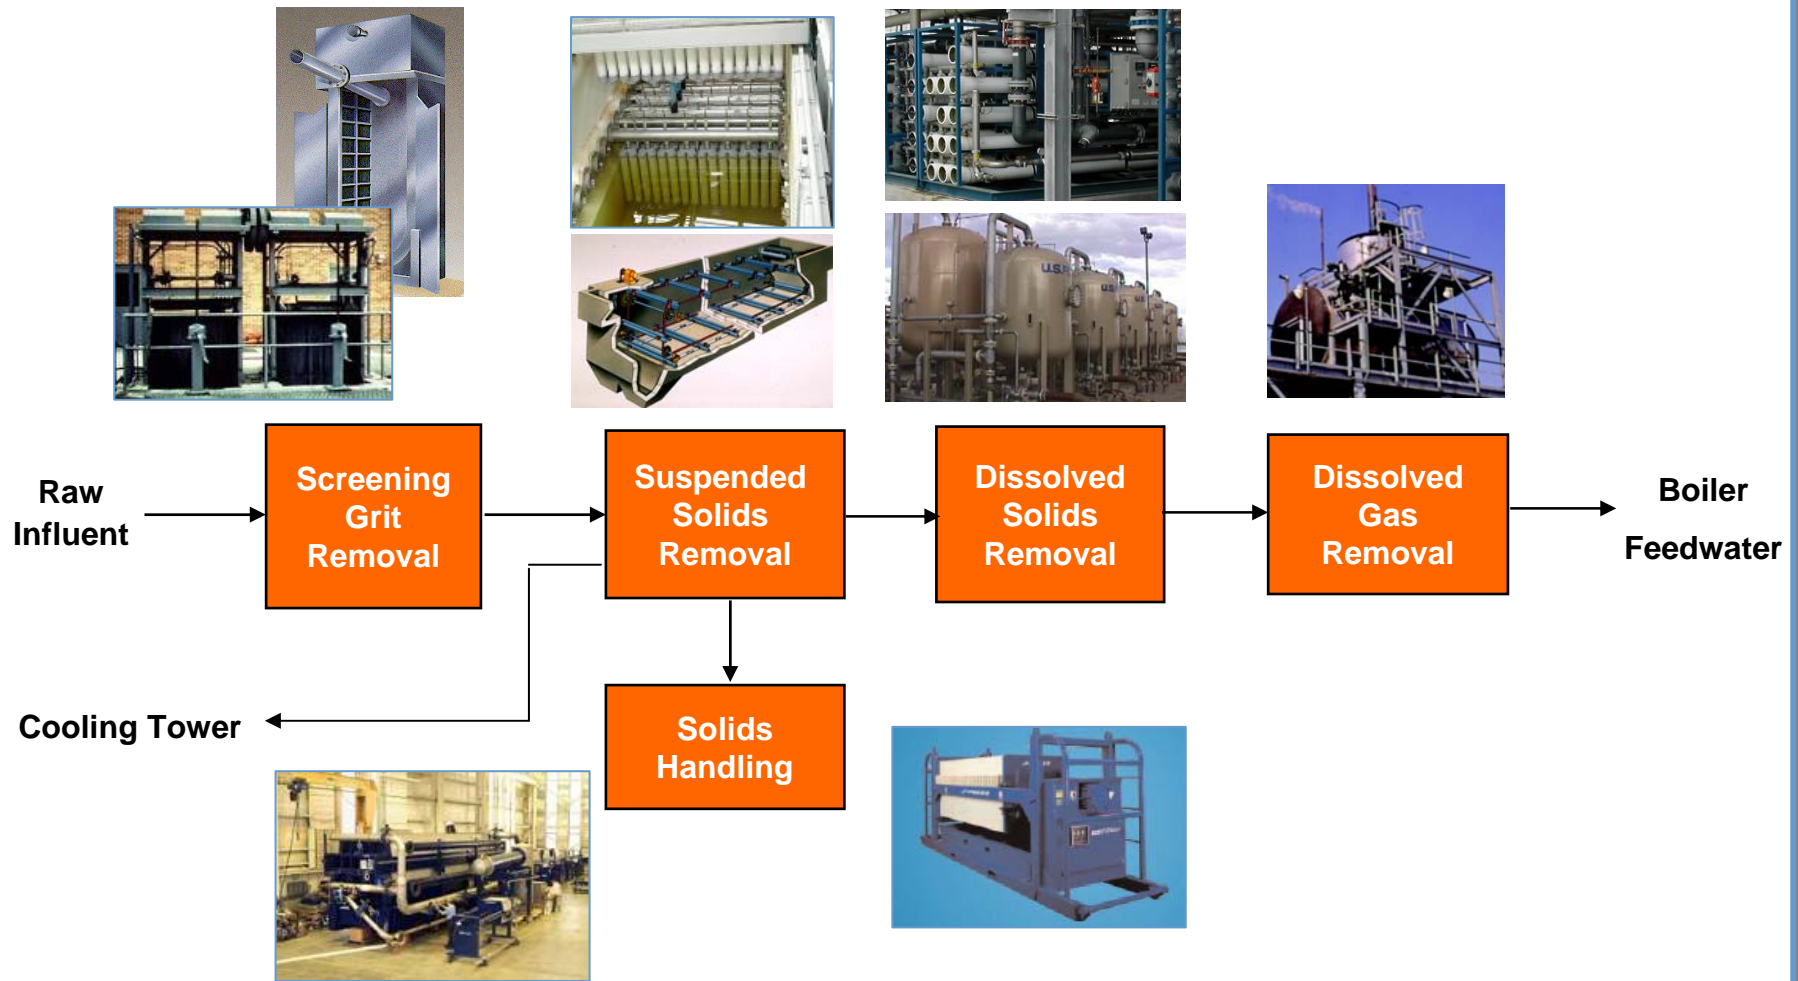 U.S.
U.S.
Raw
Influent
Screening
Grit
Removal
Suspended
Solids
Removal
Dissolved
Solids
Removal
Dissolved
Gas
Removal
Boiler
Feedwater
Cooling Tower
Solids
Handling